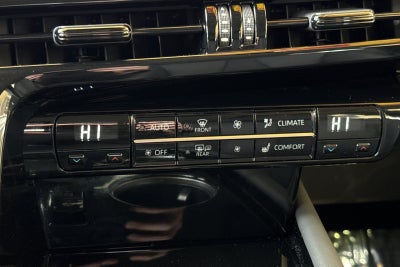 HI AUTO FRONT CLIMATE HI
OFF REAR COMFORT